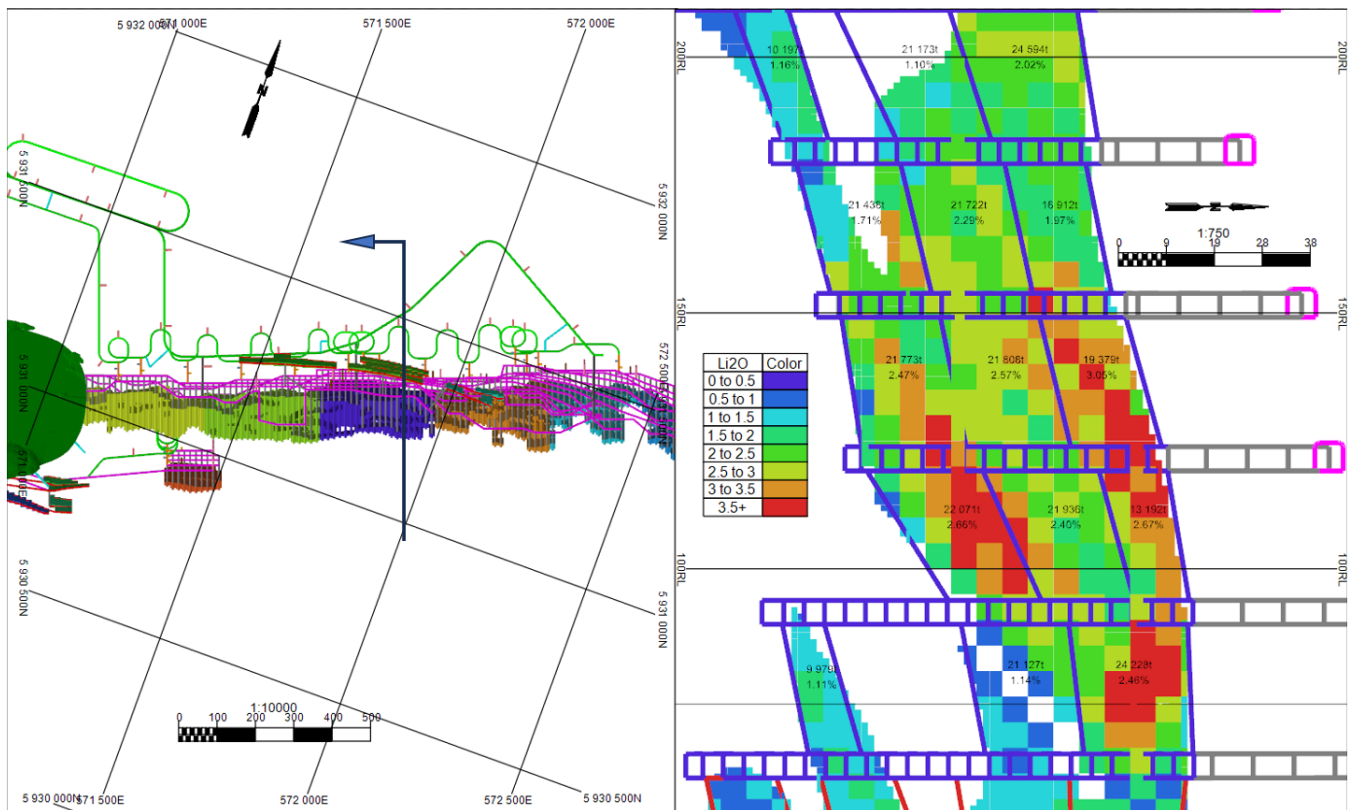 571 000E
5 932 000N
571 500E
572 000E
N
5 931 500N
5 932 000N
5 931 000N
572 500E
5 931 500N
571 000E
5 930 500N
5 931 000N
1:10000
0 100 200 300 400 500
5 930 000N
571 500E
572 000E
572 500E
5 930 500N
200RL
200RL
10 197t
1.16%
21 173t
1.10%
24 594t
2.02%
21 438t
1.71%
21 722t
2.29%
16 912t
1.97%
N
1:750
0 9 19 28 38
150RL
150RL
Li2O Color
0 to 0.5
0.5 to 1
1 to 1.5
1.5 to 2
2 to 2.5
2.5 to 3
3 to 3.5
3.5+
21 773t
2.47%
21 806t
2.57%
19 379t
3.05%
22 071t
2.66%
21 936t
2.40%
13 192t
2.67%
100RL
100RL
9 979t
1.11%
21 127t
1.14%
24 228t
2.46%